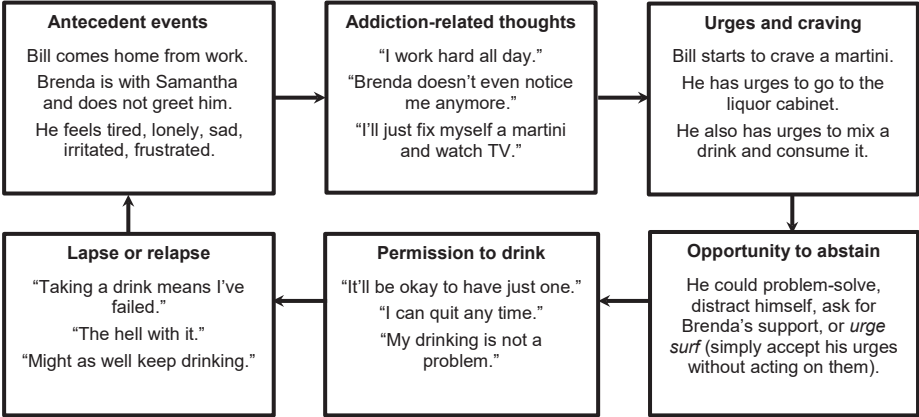 Antecedent events
Bill comes home from work.
Brenda is with Samantha
and does not greet him.
He feels tired, lonely, sad,
irritated, frustrated.
Addiction-related thoughts
“I work hard all day.”
“Brenda doesn’t even notice
me anymore.”
“I’ll just fix myself a martini
and watch TV.”
Urges and craving
Bill starts to crave a martini.
He has urges to go to the
liquor cabinet.
He also has urges to mix a
drink and consume it.
Opportunity to abstain
He could problem-solve,
distract himself, ask for
Brenda’s support, or urge
surf (simply accept his urges
without acting on them).
Permission to drink
“It’ll be okay to have just one.”
“I can quit any time.”
“My drinking is not a
problem.”
Lapse or relapse
“Taking a drink means I’ve
failed.”
“The hell with it.”
“Might as well keep drinking.”